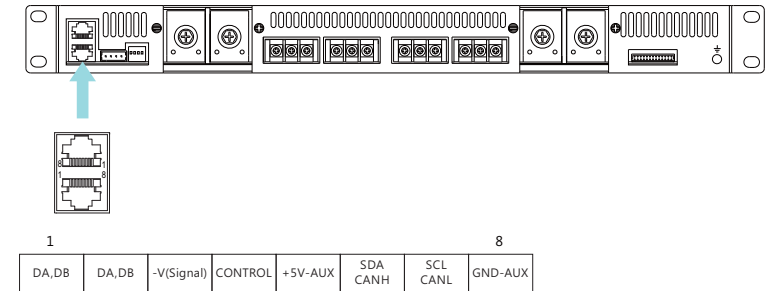 8 1
1 8
1 8
DA,DB DA,DB -V(Signal) CONTROL +5V-AUX SDA CANH SCL CANL GND-AUX